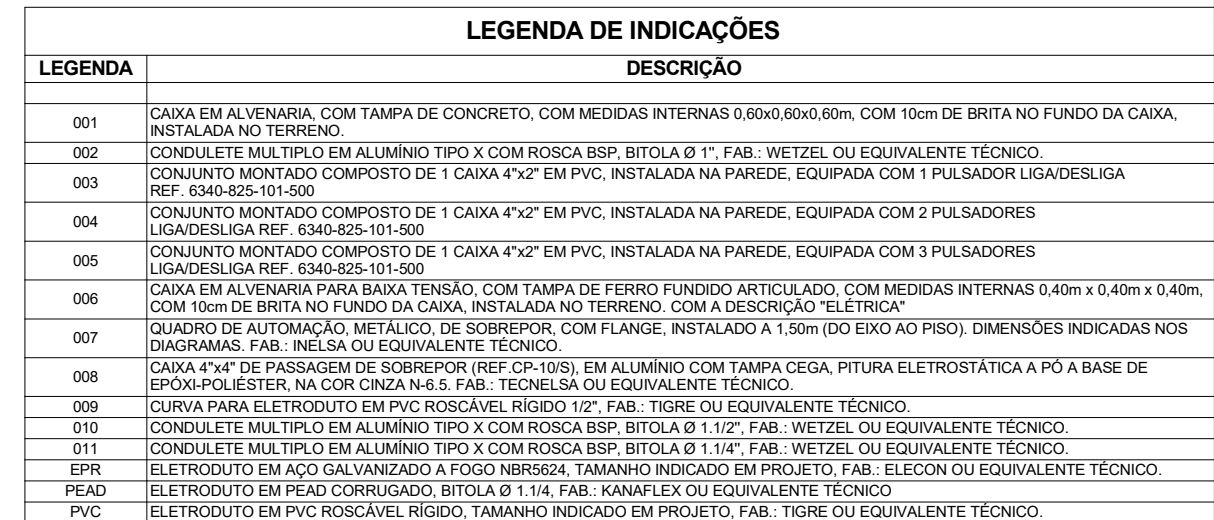 LEGENDA DE INDICAÇÕES
LEGENDA DESCRIÇÃO
001 CAIXA EM ALVENARIA, COM TAMPA DE CONCRETO, COM MEDIDAS INTERNAS 0,60x0,60x0,60m, COM 10cm DE BRITA NO FUNDO DA CAIXA,
INSTALADA NO TERRENO.
002 CONDULETE MULTIPLO EM ALUMÍNIO TIPO X COM ROSCA BSP, BITOLA Ø 1", FAB.: WETZEL OU EQUIVALENTE TÉCNICO.
003 CONJUNTO MONTADO COMPOSTO DE 1 CAIXA 4"x2" EM PVC, INSTALADA NA PAREDE, EQUIPADA COM 1 PULSADOR LIGA/DESLIGA
REF. 6340-825-101-500
004 CONJUNTO MONTADO COMPOSTO DE 1 CAIXA 4"x2" EM PVC, INSTALADA NA PAREDE, EQUIPADA COM 2 PULSADORES
LIGA/DESLIGA REF. 6340-825-101-500
005 CONJUNTO MONTADO COMPOSTO DE 1 CAIXA 4"x2" EM PVC, INSTALADA NA PAREDE, EQUIPADA COM 3 PULSADORES
LIGA/DESLIGA REF. 6340-825-101-500
006 CAIXA EM ALVENARIA PARA BAIXA TENSÃO, COM TAMPA DE FERRO FUNDIDO ARTICULADO, COM MEDIDAS INTERNAS 0,40m x 0,40m x 0,40m,
COM 10cm DE BRITA NO FUNDO DA CAIXA, INSTALADA NO TERRENO. COM A DESCRIÇÃO "ELÉTRICA"
007 QUADRO DE AUTOMAÇÃO, METÁLICO, DE SOBREPOR, COM FLANGE, INSTALADO A 1,50m (DO EIXO AO PISO). DIMENSÕES INDICADAS NOS
DIAGRAMAS. FAB.: INELSA OU EQUIVALENTE TÉCNICO.
008 CAIXA 4"x4" DE PASSAGEM DE SOBREPOR (REF.CP-10/S), EM ALUMÍNIO COM TAMPA CEGA, PITURA ELETROSTÁTICA A PÓ A BASE DE
EPÓXI-POLIÉSTER, NA COR CINZA N-6.5. FAB.: TECNELSA OU EQUIVALENTE TÉCNICO.
009 CURVA PARA ELETRODUTO EM PVC ROSCÁVEL RÍGIDO 1/2", FAB.: TIGRE OU EQUIVALENTE TÉCNICO.
010 CONDULETE MULTIPLO EM ALUMÍNIO TIPO X COM ROSCA BSP, BITOLA Ø 1.1/2", FAB.: WETZEL OU EQUIVALENTE TÉCNICO.
011 CONDULETE MULTIPLO EM ALUMÍNIO TIPO X COM ROSCA BSP, BITOLA Ø 1.1/4", FAB.: WETZEL OU EQUIVALENTE TÉCNICO.
EPR ELETRODUTO EM AÇO GALVANIZADO A FOGO NBR5624, TAMANHO INDICADO EM PROJETO, FAB.: ELECON OU EQUIVALENTE TÉCNICO.
PEAD ELETRODUTO EM PEAD CORRUGADO, BITOLA Ø 1.1/4, FAB.: KANAFLEX OU EQUIVALENTE TÉCNICO
PVC ELETRODUTO EM PVC ROSCÁVEL RÍGIDO, TAMANHO INDICADO EM PROJETO, FAB.: TIGRE OU EQUIVALENTE TÉCNICO.